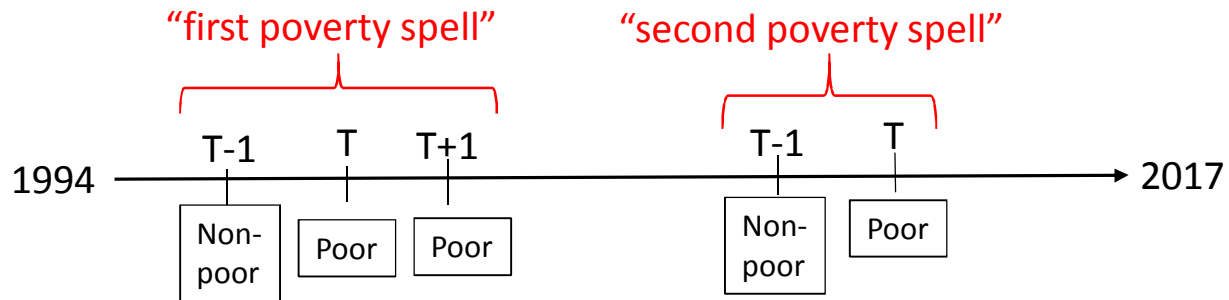 “first poverty spell”
“second poverty spell”
T-1
T
T+1
T-1
T
1994
2017
Non-
poor
Poor
Poor
Non-
poor
Poor